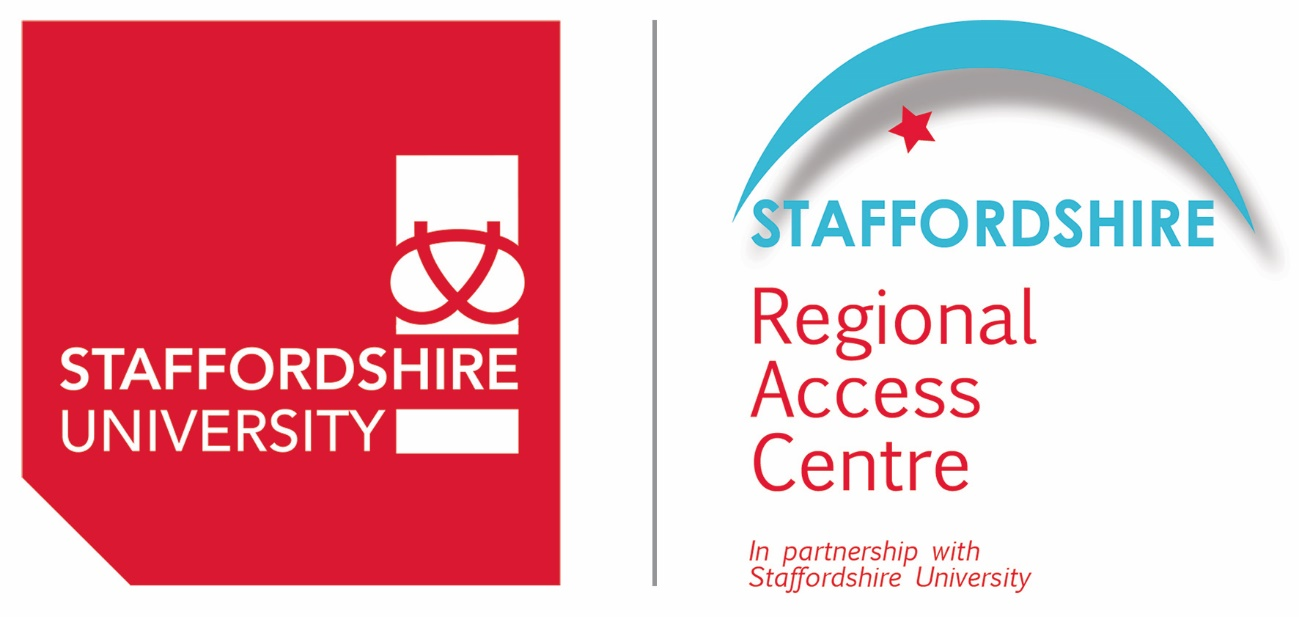 STAFFORDSHIRE
UNIVERSITY
STAFFORDSHIRE
Regional
Access
Centre
In partnership with
Staffordshire University